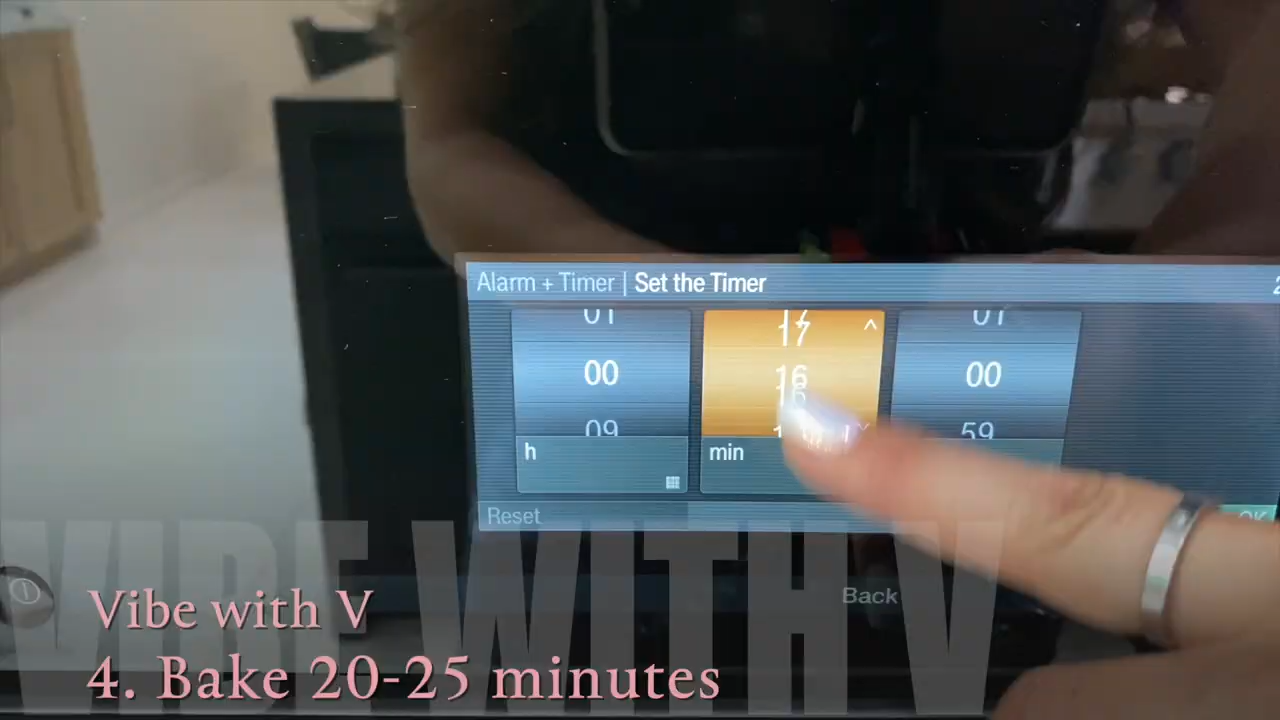 Alarm + Timer | Set the Timer
01
17
01
00
16
00
09
59
h
min
Reset
OK
Back
VIBE WITH V
Vibe with V
4. Bake 20-25 minutes